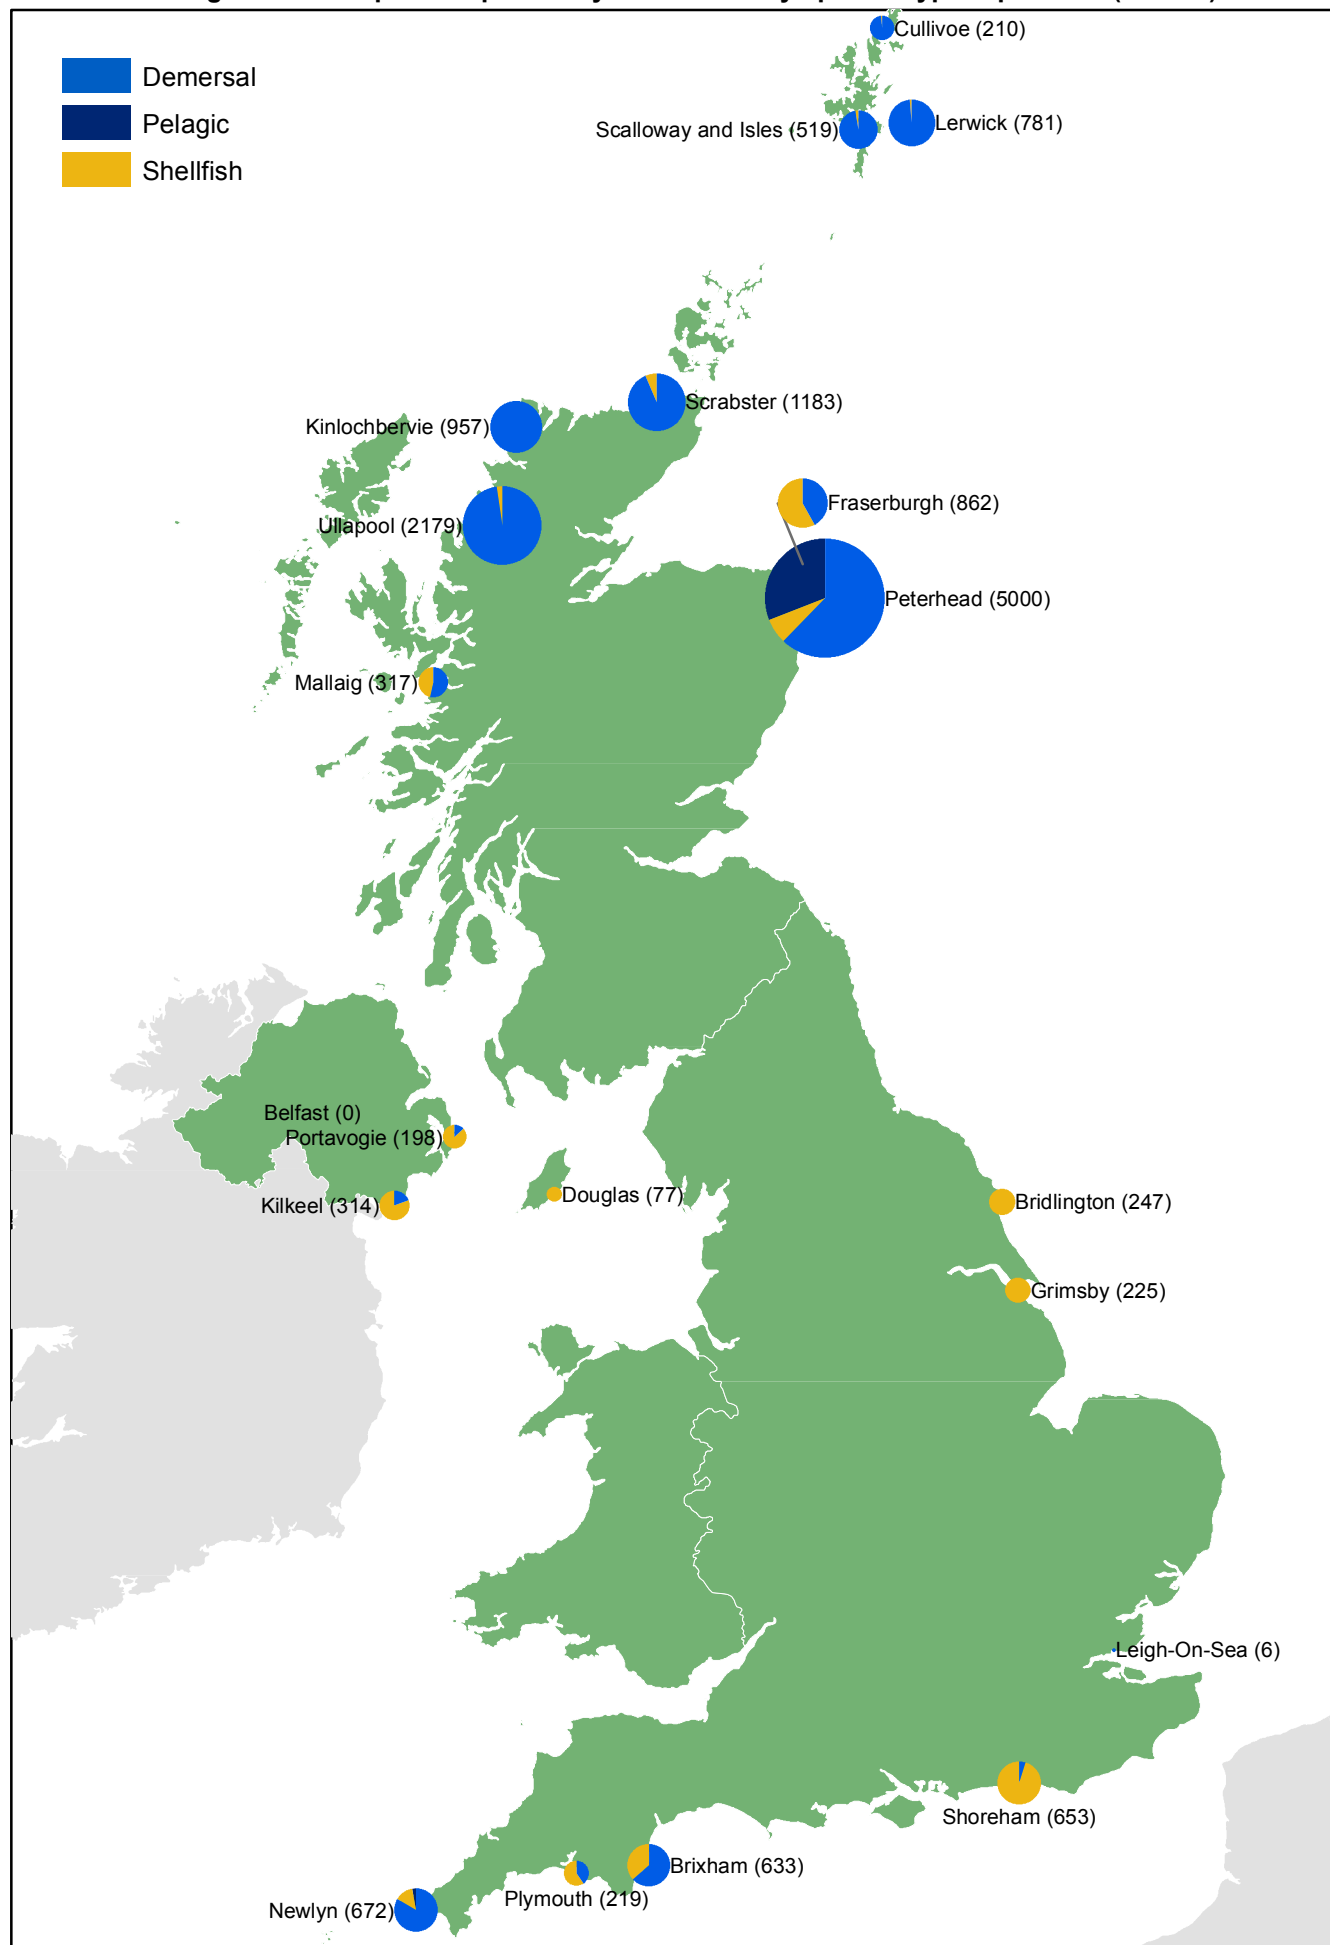 Cullivoe (210)
Demersal
Pelagic
Shellfish
Scalloway and Isles (519)
Lerwick (781)
Scrabster (1183)
Kinlochbervie (957)
Fraserburgh (862)
Ullapool (2179)
Peterhead (5000)
Mallaig (317)
Belfast (0)
Portavogie (198)
Douglas (77)
Kilkeel (314)
Bridlington (247)
Grimsby (225)
Leigh-On-Sea (6)
Shoreham (653)
Brixham (633)
Plymouth (219)
Newlyn (672)